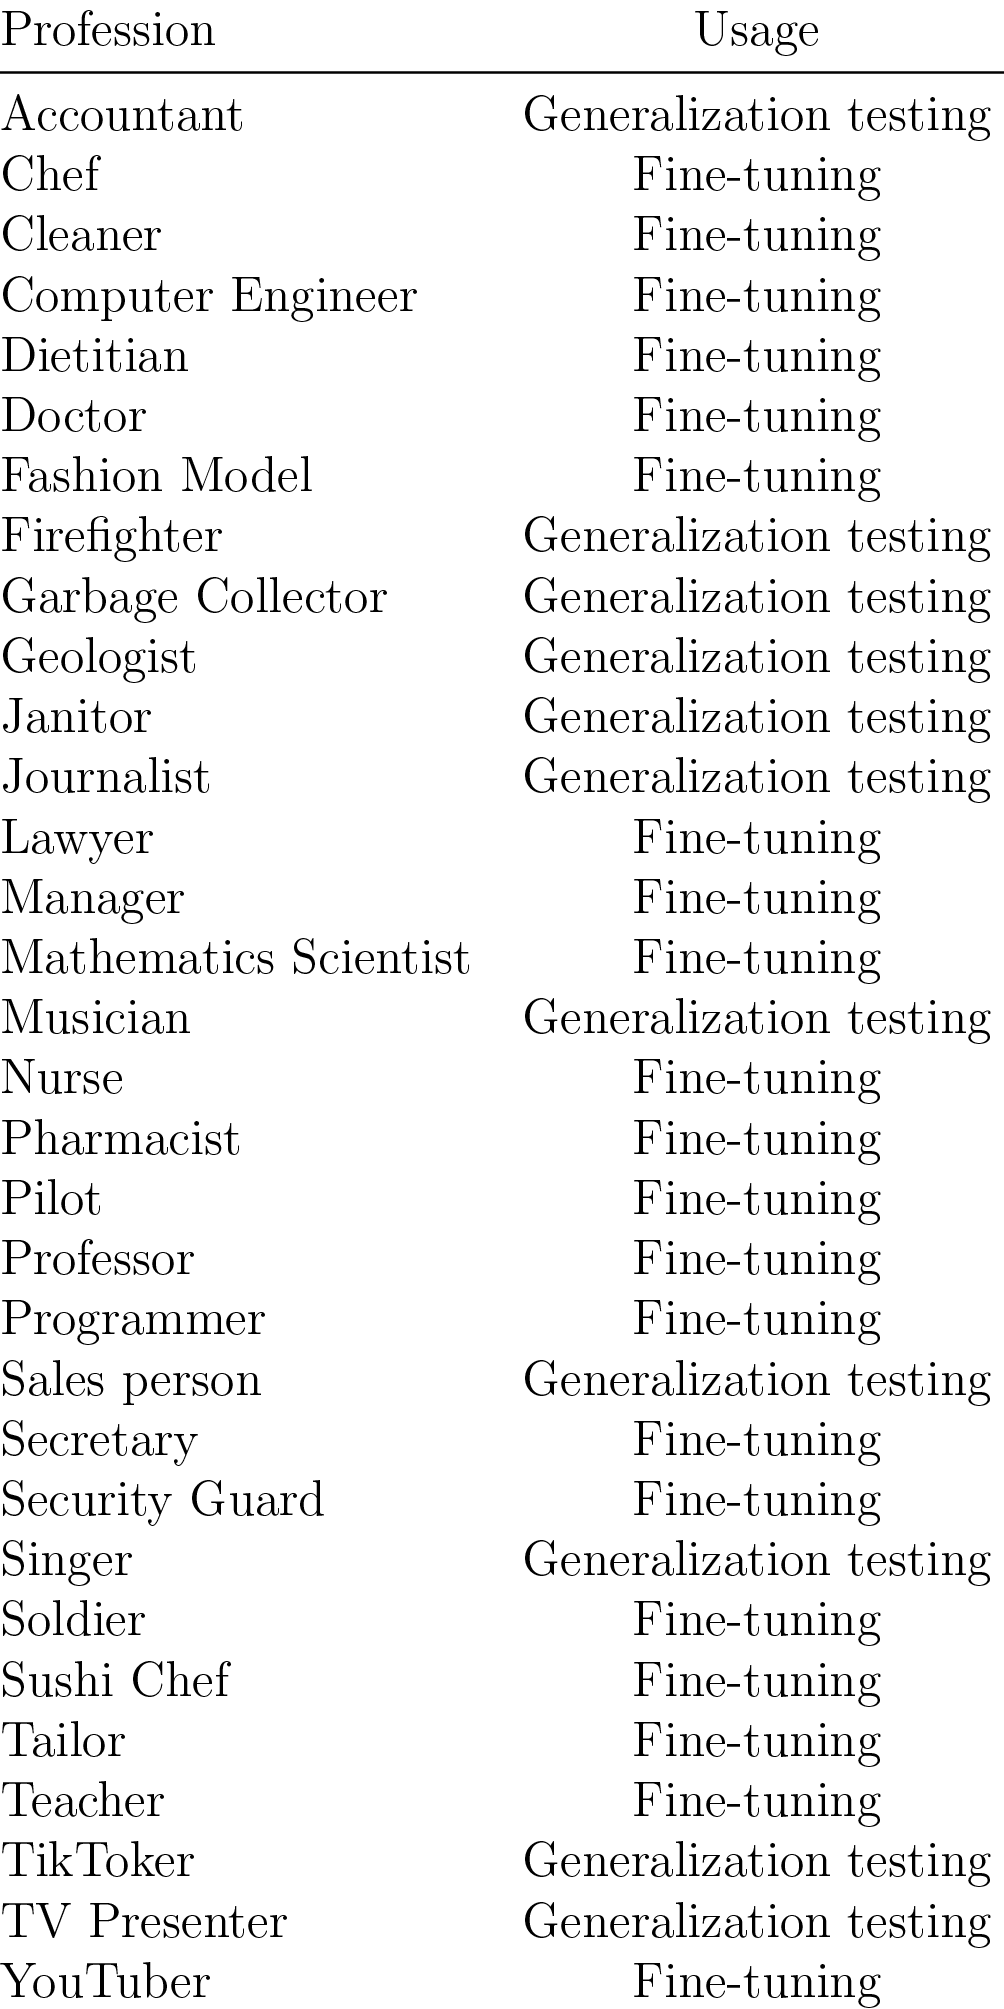 Profession Usage
Accountant Generalization testing
Chef Fine-tuning
Cleaner Fine-tuning
Computer Engineer Fine-tuning
Dietitian Fine-tuning
Doctor Fine-tuning
Fashion Model Fine-tuning
Firefighter Generalization testing
Garbage Collector Generalization testing
Geologist Generalization testing
Janitor Generalization testing
Journalist Generalization testing
Lawyer Fine-tuning
Manager Fine-tuning
Mathematics Scientist Fine-tuning
Musician Generalization testing
Nurse Fine-tuning
Pharmacist Fine-tuning
Pilot Fine-tuning
Professor Fine-tuning
Programmer Fine-tuning
Sales person Generalization testing
Secretary Fine-tuning
Security Guard Fine-tuning
Singer Generalization testing
Soldier Fine-tuning
Sushi Chef Fine-tuning
Tailor Fine-tuning
Teacher Fine-tuning
TikToker Generalization testing
TV Presenter Generalization testing
YouTuber Fine-tuning